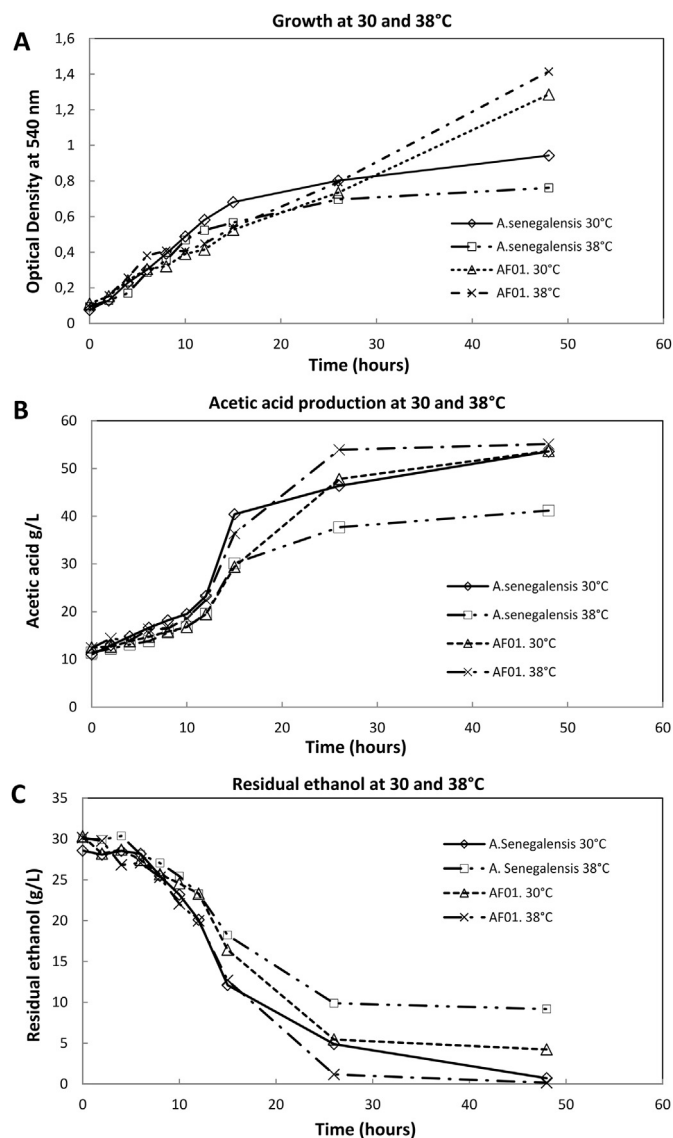 Growth at 30 and 38°C
A
Optical Density at 540 nm
1,6
1,4
1,2
1
0,8
0,6
0,4
0,2
0
0 10 20 30 40 50 60
Time (hours)
A.senegalensis 30°C
A.senegalensis 38°C
AF01. 30°C
AF01. 38°C
B
Acetic acid production at 30 and 38°C
Acetic acid g/L
60
50
40
30
20
10
0
0 10 20 30 40 50 60
Time (hours)
A.senegalensis 30°C
A.senegalensis 38°C
AF01. 30°C
AF01. 38°C
C
Residual ethanol at 30 and 38°C
Residual ethanol (g/L)
35
30
25
20
15
10
5
0
0 10 20 30 40 50 60
Time (hours)
A.Senegalensis 30°C
A. Senegalensis 38°C
AF01. 30°C
AF01. 38°C